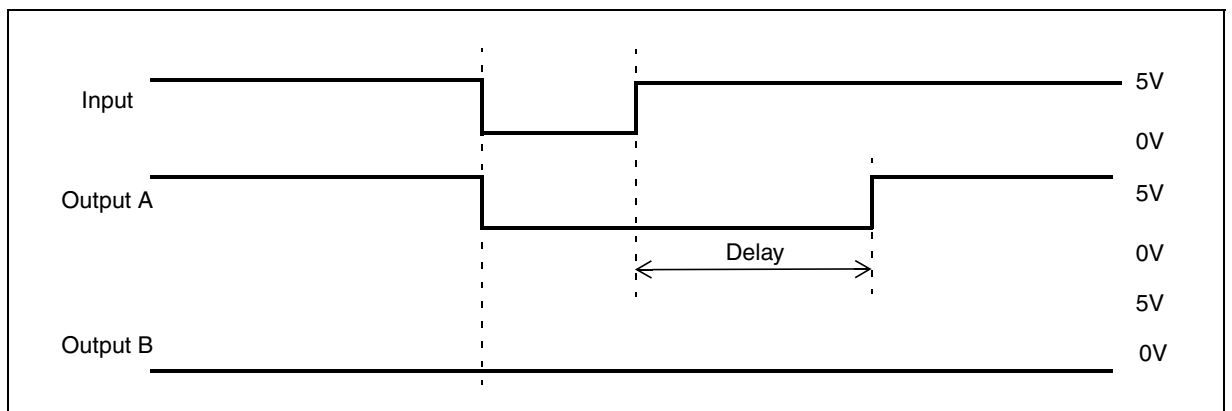 Input
5V
0V
Output A
5V
0V
Delay
5V
Output B
0V